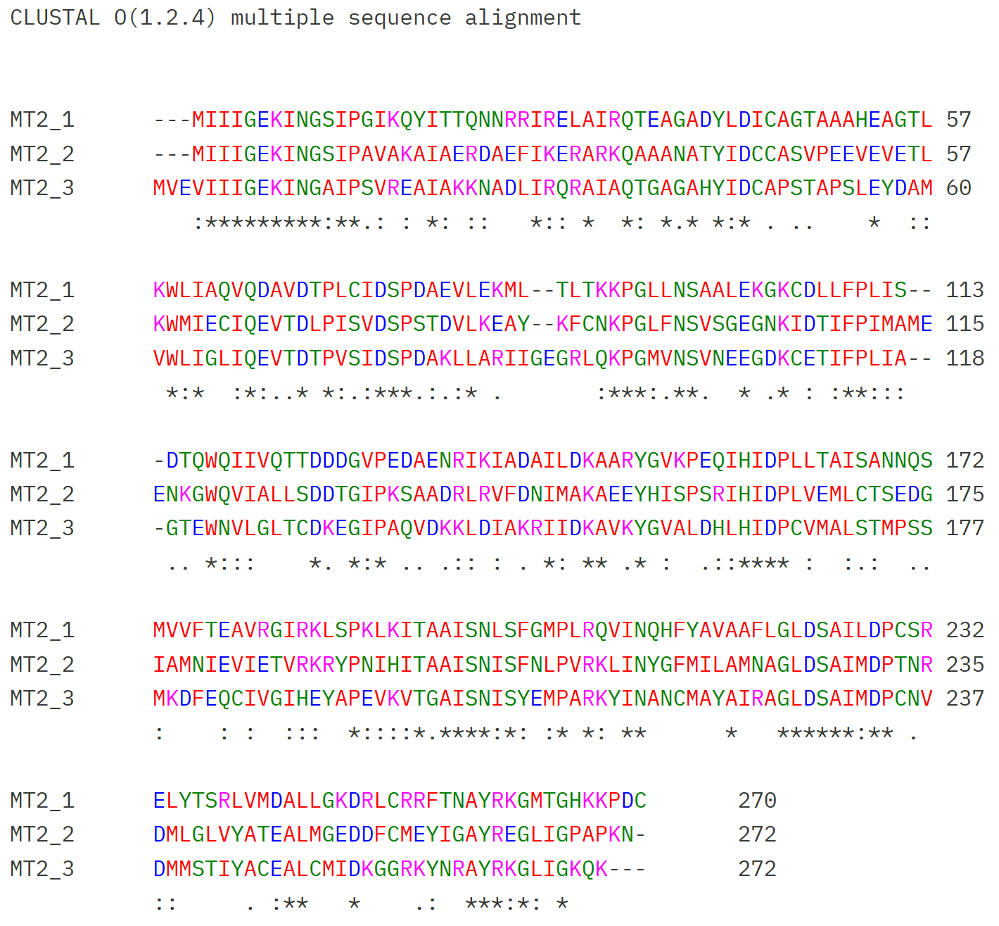 CLUSTAL O(1.2.4) multiple sequence alignment
MT2_1      ---MIIIGEKINGSIPGIKQYITTQNNRRIRELAIRQTEAGADYLDICAGTAAAHEAGTL 57
MT2_2      ---MIIIGEKINGSIPAVAKAIAERDAEFIKERARKQAAANATYIDCCASVPEEVEVETL 57
MT2_3      MVEVIIIGEKINGAIPSVREAIAKKNADLIRQRAIAQTGAGAHYIDCAPSTAPSLEYDAM 60
              :*********:**.: : *: ::   *:: *  *: *.* *:* . ..    *  ::
MT2_1      KWLIAQVQDAVDTPLCIDSPDAEVLEKML--TLTKKPGLLNSAALEKGKCDLLFPLIS-- 113
MT2_2      KWMIECIQEVTDLPISVDSPSTDVLKEAY--KFCNKPGLFNSVSGEGNKIDTIFPIMAME 115
MT2_3      VWLIGLIQEVTDTPVSIDSPDAKLLARIIGEGRLQKPGMVNSVNEEGDKCETIFPLIA-- 118
            *:*  :*:..* *:.:***.:.:* .       :***:.**.  * .* : :**:::
MT2_1      -DTQWQIIVQTTDDDGVPEDAENRIKIADAILDKAARYGVKPEQIHIDPLLTAISANNQS 172
MT2_2      ENKGWQVIALLSDDTGIPKSAADRLRVFDNIMAKAEEYHISPSRIHIDPLVEMLCTSEDG 175
MT2_3      -GTEWNVLGLTCDKEGIPAQVDKKLDIAKRIIDKAVKYGVALDHLHIDPCVMALSTMPSS 177
            .. *:::    *. *:* .. .:: : . *: ** .* :  .::**** :  :.:  ..
MT2_1      MVVFTEAVRGIRKLSPKLKITAAISNLSFGMPLRQVINQHFYAVAAFLGLDSAILDPCSR 232
MT2_2      IAMNIEVIETVRKRYPNIHITAAISNISFNLPVRKLINYGFMILAMNAGLDSAIMDPTNR 235
MT2_3      MKDFEQCIVGIHEYAPEVKVTGAISNISYEMPARKYINANCMAYAIRAGLDSAIMDPCNV 237
           :    : :  :::  *::::*.****:*: :* *: **      *   ******:** .
MT2_1      ELYTSRLVMDALLGKDRLCRRFTNAYRKGMTGHKKPDC       270
MT2_2      DMLGLVYATEALMGEDDFCMEYIGAYREGLIGPAPKN-       272
MT2_3      DMMSTIYACEALCMIDKGGRKYNRAYRKGLIGKQK---       272
           ::     . :**   *    .:  ***:*: *